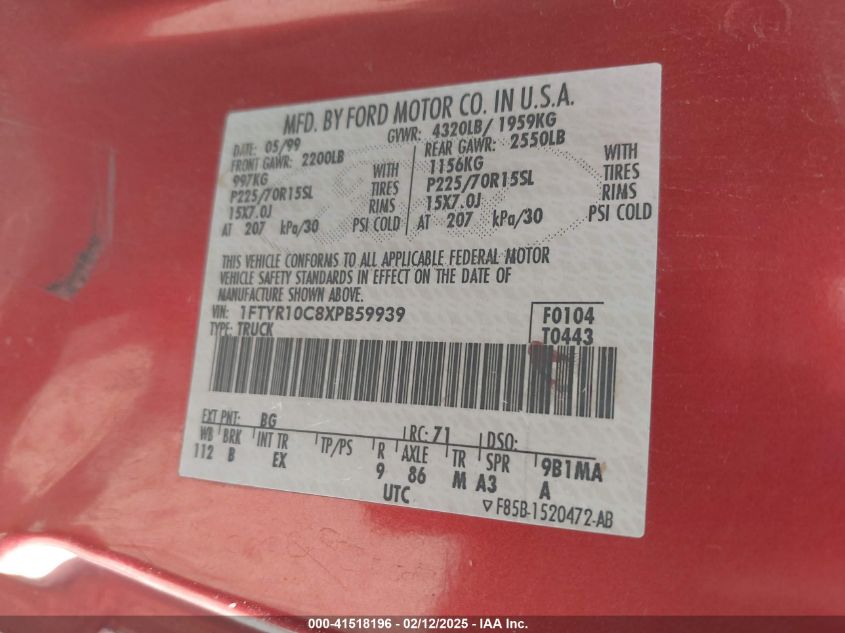 MFD. BY FORD MOTOR CO. IN U.S.A.
DATE: 05/99 GVWR: 4320LB/ 1959KG
FRONT GAWR: 2200LB REAR GAWR: 2550LB
997KG WITH 1156KG WITH
P225/70R15SL TIRES P225/70R15SL TIRES
15X7.0J RIMS 15X7.0J RIMS
AT 207 kPa/30 PSI COLD AT 207 kPa/30 PSI COLD
THIS VEHICLE CONFORMS TO ALL APPLICABLE FEDERAL MOTOR
VEHICLE SAFETY STANDARDS IN EFFECT ON THE DATE OF
MANUFACTURE SHOWN ABOVE.
VIN: 1FTYR10C8XPB59939 F0104
TYPE: TRUCK T0443
EXT PNT: BG RC: 71 DSO:
WB BRK INT TR TP/PS R AXLE TR SPR 9B1MA
112 B EX 9 86 M A3 A
UTC ▽F85B-1520472-AB
000-41518196 - 02/12/2025 - IAA Inc.